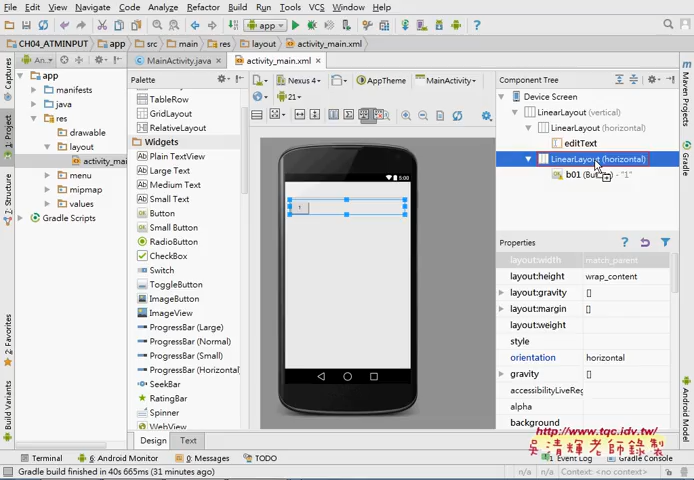 File Edit View Navigate Code Analyze Refactor Build Run Tools VCS Window Help
app
CH04_ATMINPUT app src main res layout activity_main.xml
Captures
1: Project
7: Structure
2: Favorites
Build Variants
An..
app
manifests
java
res
drawable
layout
activity_mai
menu
mipmap
values
Gradle Scripts
MainActivity.java
activity_main.xml
Palette
TableRow
GridLayout
RelativeLayout
Widgets
Plain TextView
Large Text
Medium Text
Small Text
Button
Small Button
RadioButton
CheckBox
Switch
ToggleButton
ImageButton
ImageView
ProgressBar (Large)
ProgressBar (Normal)
ProgressBar (Small)
ProgressBar (Horizontal)
SeekBar
RatingBar
Spinner
WebView
Design Text
Nexus 4 AppTheme MainActivity
21
5:00
1
Component Tree
Device Screen
LinearLayout (vertical)
LinearLayout (horizontal)
editText
LinearLayout (horizontal)
b01 (Button) - "1"
Properties
layout:width match_parent
layout:height wrap_content
layout:gravity []
layout:margin []
layout:weight
style
orientation horizontal
gravity []
accessibilityLiveReg
alpha
background
Maven Projects
Gradle
Android Model
http://www.tqc.idv.tw/
吳清輝老師錄製
Terminal 6: Android Monitor 0: Messages TODO
Event Log Gradle Console
Gradle build finished in 40s 665ms (31 minutes ago)
n/a n/a Context: <no context>